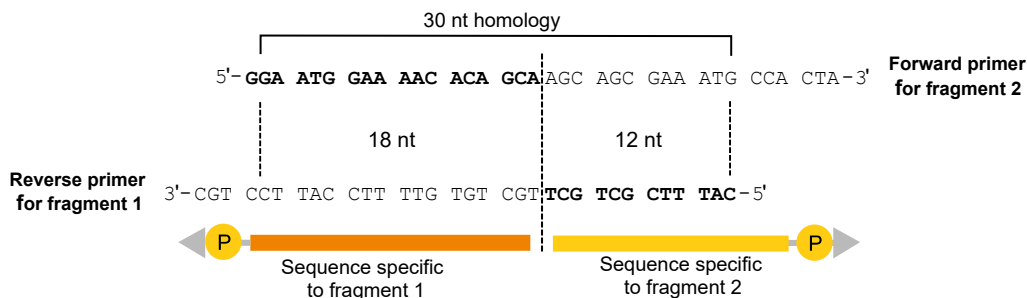 30 nt homology
5'-GGA ATG GAA AAC ACA GCA AGC AGC GAA ATG CCA CTA-3'
Forward primer
for fragment 2
18 nt
12 nt
Reverse primer
for fragment 1
3'-CGT CCT TAC CTT TTG TGT CGT TCG TCG CTT TAC-5'
P
P
Sequence specific
to fragment 1
Sequence specific
to fragment 2